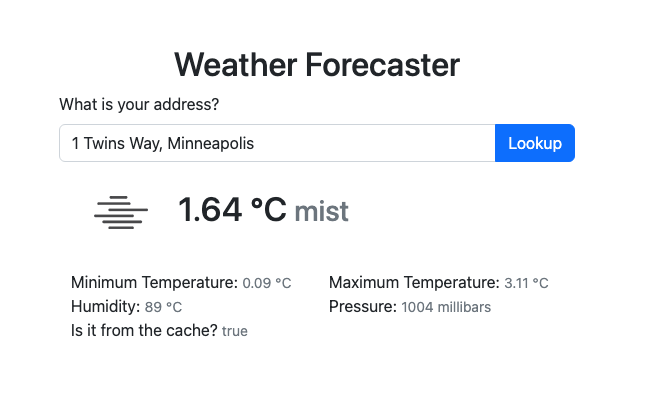 Weather Forecaster
What is your address?
1 Twins Way, Minneapolis Lookup
1.64 °C mist
Minimum Temperature: 0.09 °C Maximum Temperature: 3.11 °C
Humidity: 89 °C Pressure: 1004 millibars
Is it from the cache? true